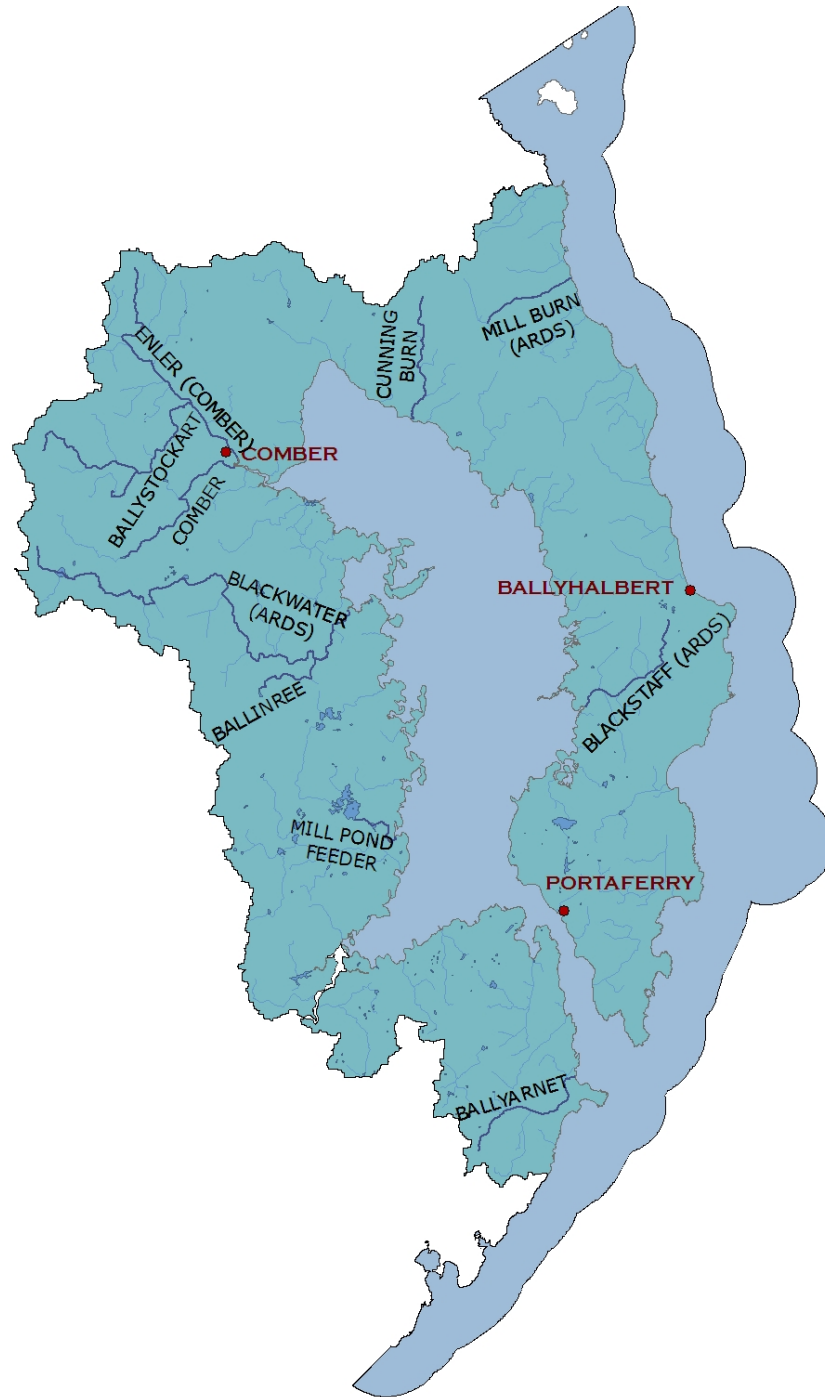 MILL BURN
(ARDS)
CUNNING
BURN
ENLER (COMBER)
COMBER
BALLYSTOCKART
COMBER
BALLYHALBERT
BLACKWATER
(ARDS)
BLACKSTAFF (ARDS)
BALLINREE
MILL POND
FEEDER
PORTAFERRY
BALLYARNET